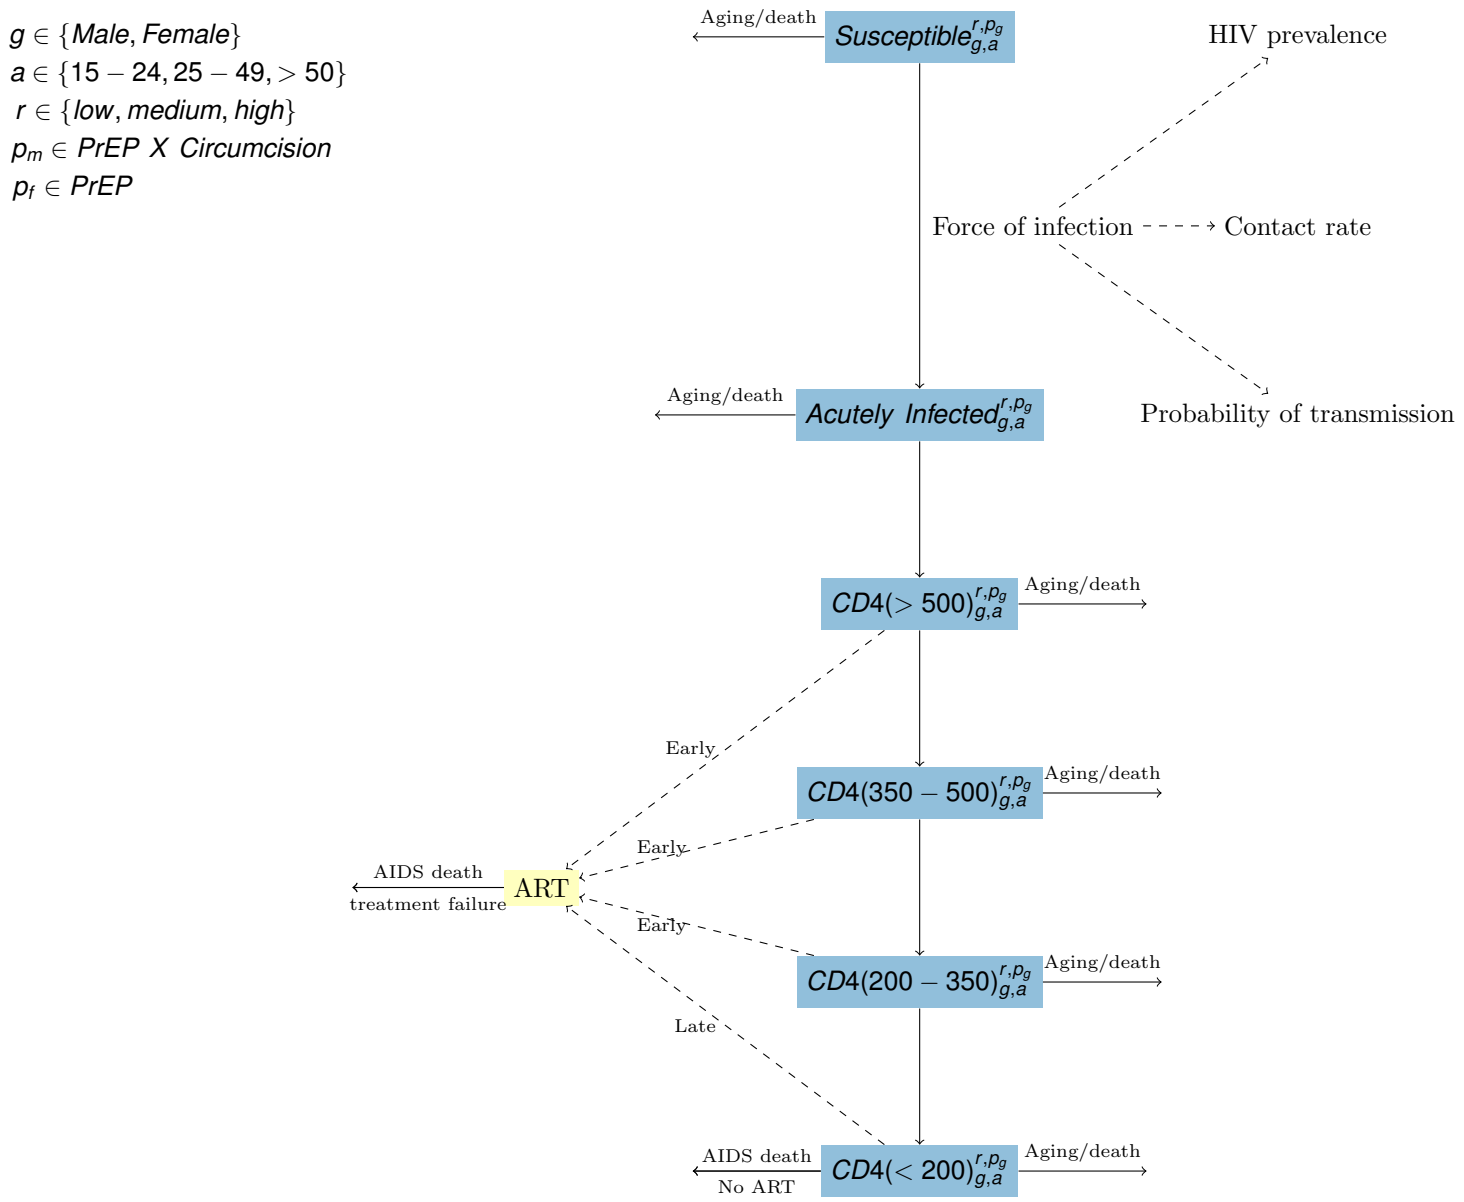 g ∈ {Male, Female}
a ∈ {15 − 24, 25 − 49, > 50}
r ∈ {low, medium, high}
p_m ∈ PrEP X Circumcision
p_f ∈ PrEP
Aging/death
Susceptible_{g,a}^{r,p_g}
HIV prevalence
Force of infection
Contact rate
Aging/death
Acutely Infected_{g,a}^{r,p_g}
Probability of transmission
CD4(> 500)_{g,a}^{r,p_g}
Aging/death
Early
CD4(350 − 500)_{g,a}^{r,p_g}
Aging/death
Early
AIDS death
treatment failure
ART
Early
CD4(200 − 350)_{g,a}^{r,p_g}
Aging/death
Late
AIDS death
No ART
CD4(< 200)_{g,a}^{r,p_g}
Aging/death